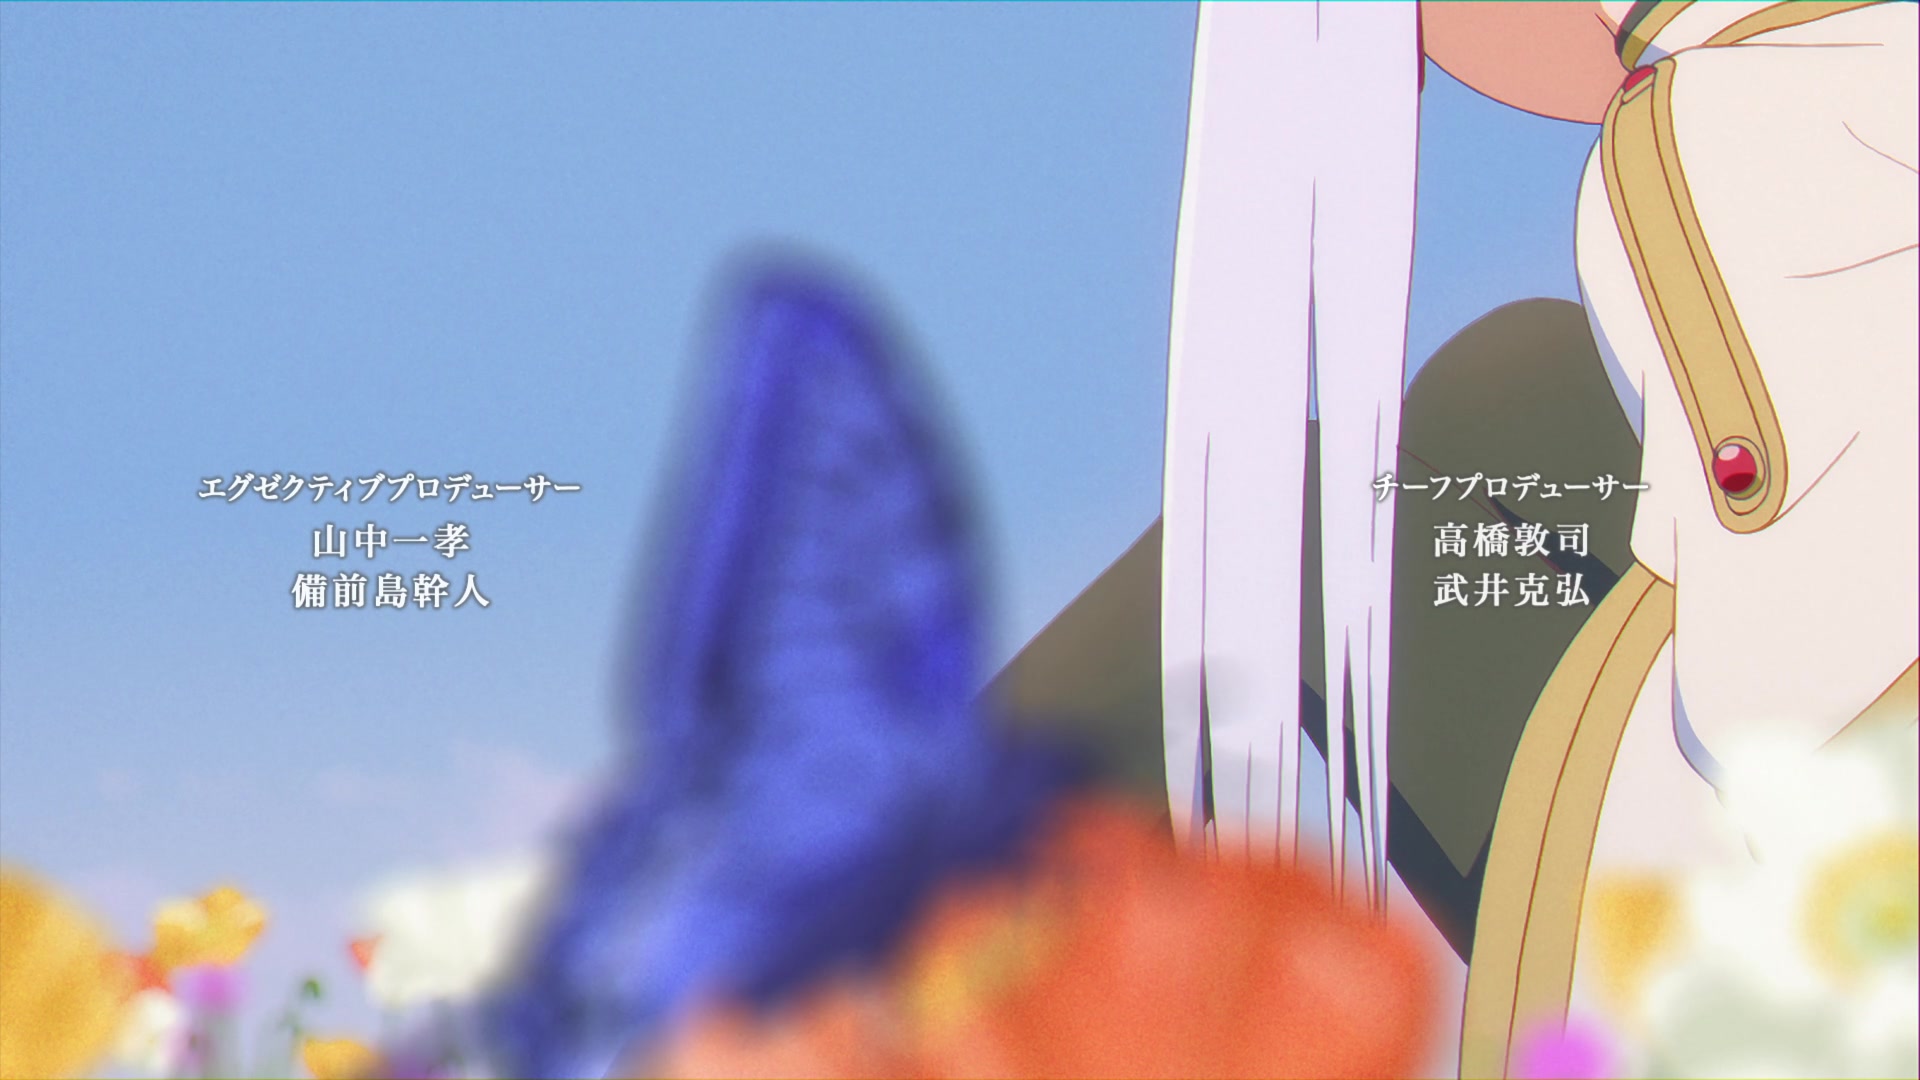 エグゼクティブプロデューサー
山中一孝
備前島幹人
チーフプロデューサー
高橋敦司
武井克弘